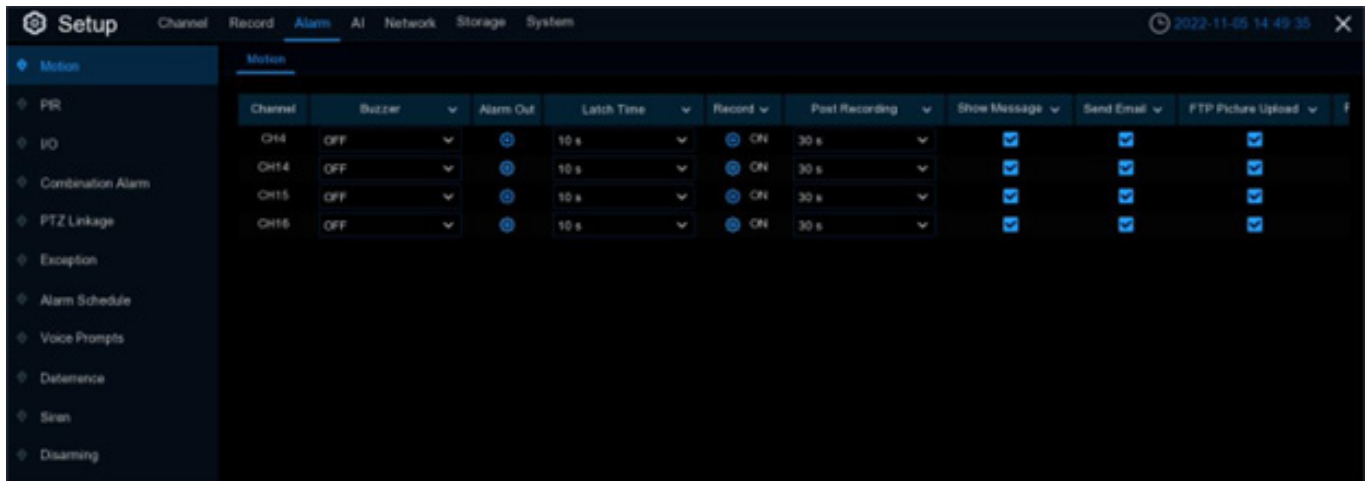 Setup Channel Record Alarm AI Network Storage System 2022-11-05 14:49:35
Motion Motion
PIR
Channel Buzzer Alarm Out Latch Time Record Post Recording Show Message Send Email FTP Picture Upload
CH4 OFF 10 s ON 30 s
I/O
CH14 OFF 10 s ON 30 s
Combination Alarm
CH15 OFF 10 s ON 30 s
PTZ Linkage
CH16 OFF 10 s ON 30 s
Exception
Alarm Schedule
Voice Prompts
Deterrence
Siren
Disarming